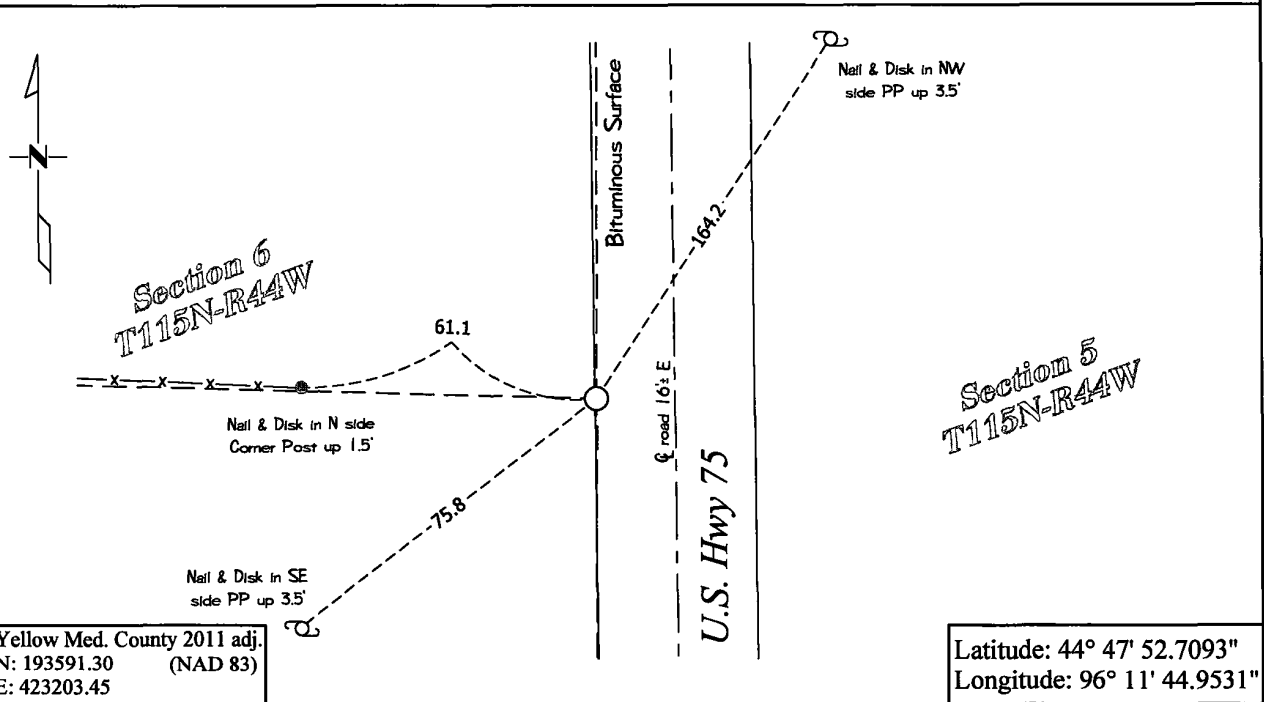 Nail & Disk in NW
side PP up 3.5'
Bituminous Surface
N
164.2
Section 6
T115N-R44W
61.1
x x x x
Nail & Disk in N side
Corner Post up 1.5'
℄ road 16'± E
Section 5
T115N-R44W
U.S. Hwy 75
75.8
Nail & Disk in SE
side PP up 3.5'
Yellow Med. County 2011 adj.
N: 193591.30 (NAD 83)
E: 423203.45
Latitude: 44° 47' 52.7093"
Longitude: 96° 11' 44.9531"